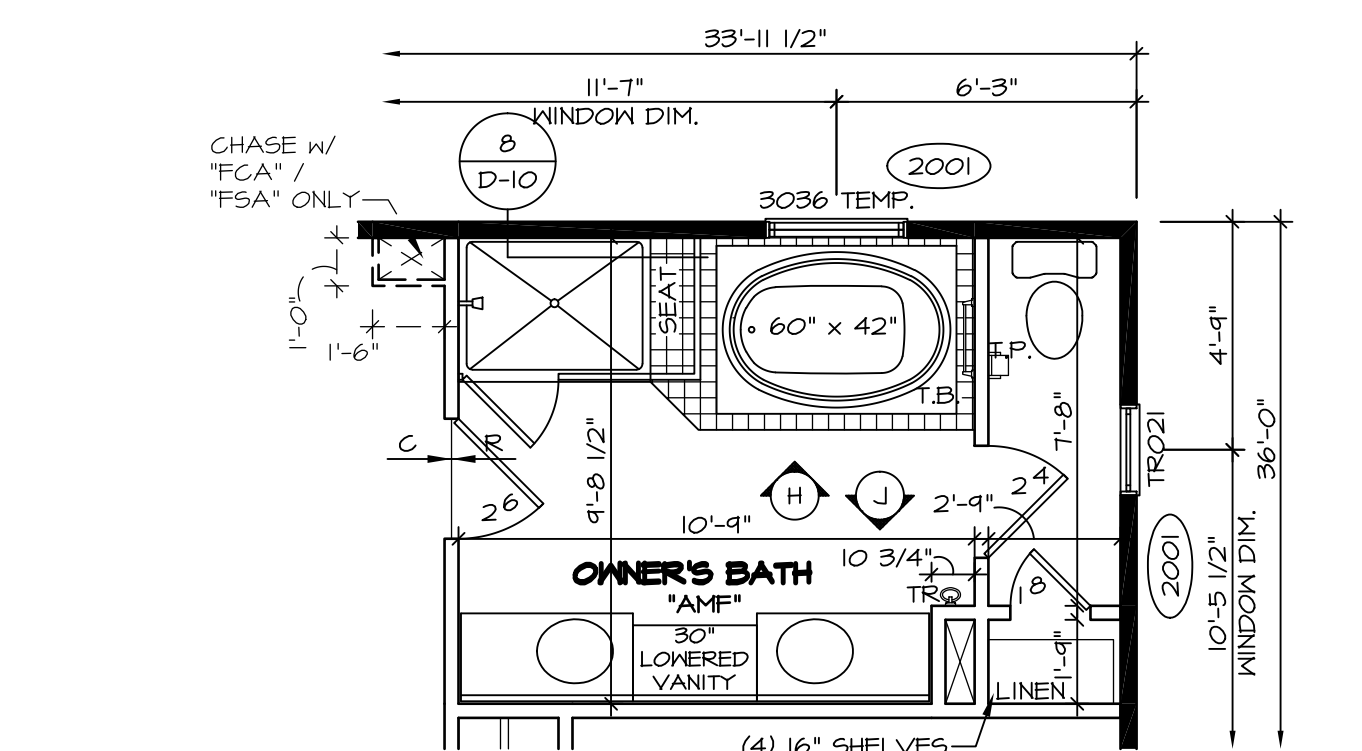 33'-11 1/2"
11'-7"
6'-3"
WINDOW DIM.
CHASE w/
"FCA" /
"FSA" ONLY
8
D-10
2001
3036 TEMP.
1'-0"
1'-6"
SEAT
60" x 42"
T.P.
T.B.
4'-9"
36'-0"
7'-8"
TR021
C
R
9'-8 1/2"
H
J
2 4
2'-9"
2 6
10'-9"
10 3/4"
OWNER'S BATH
"AMF"
TR
1 8
2001
10'-5 1/2"
WINDOW DIM.
30"
LOWERED
VANITY
1'-9"
LINEN
(4) 16" SHELVES